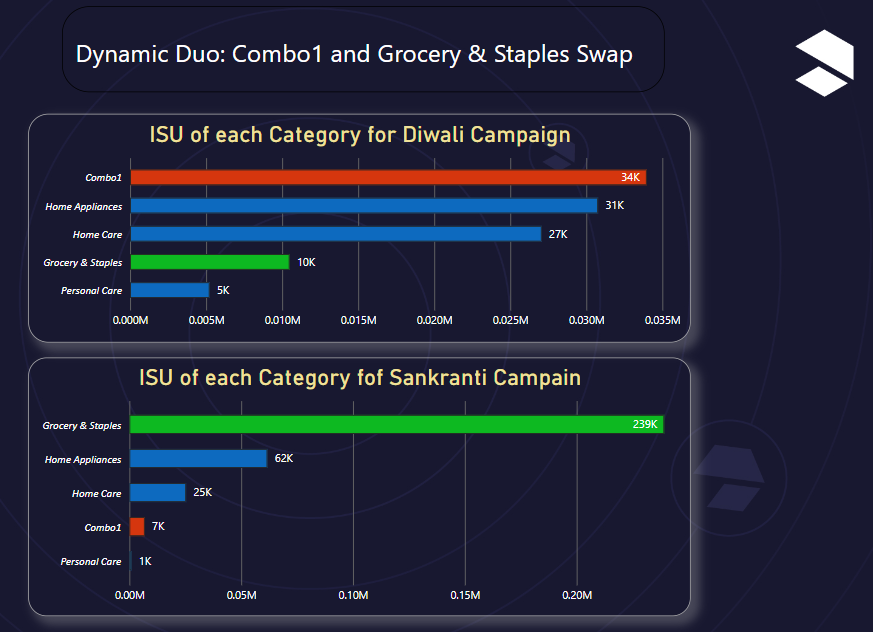 Dynamic Duo: Combo1 and Grocery & Staples Swap
ISU of each Category for Diwali Campaign
Combo1 34K
Home Appliances 31K
Home Care 27K
Grocery & Staples 10K
Personal Care 5K
0.000M 0.005M 0.010M 0.015M 0.020M 0.025M 0.030M 0.035M
ISU of each Category fof Sankranti Campain
Grocery & Staples 239K
Home Appliances 62K
Home Care 25K
Combo1 7K
Personal Care 1K
0.00M 0.05M 0.10M 0.15M 0.20M